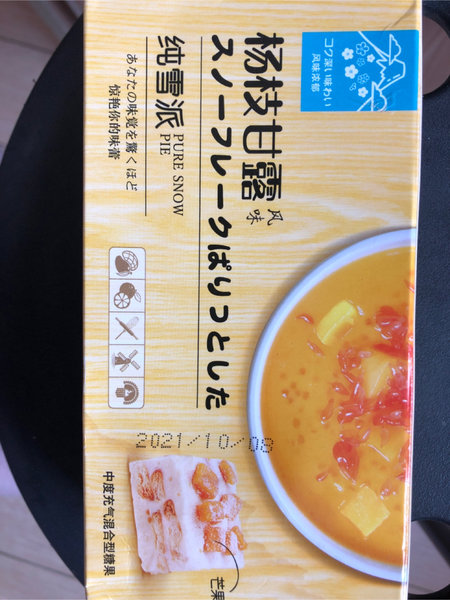 コク深い味わい
风味浓郁
杨枝甘露
风味
スノーフレークぱりっとした
纯雪派
PURE SNOW
PIE
あなたの味覚を驚くほど
惊艳你的味蕾
2021/10/08
中度充气混合型糖果
芒果